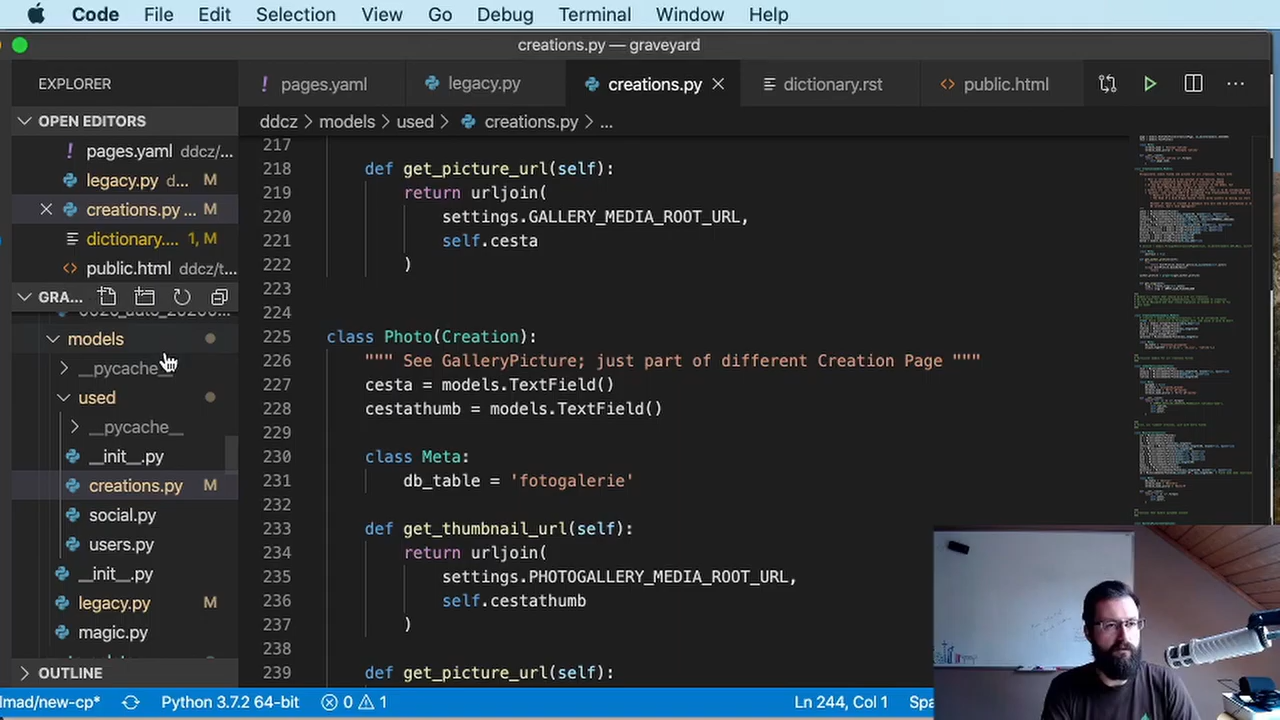 Code File Edit Selection View Go Debug Terminal Window Help
creations.py — graveyard
EXPLORER
! pages.yaml legacy.py creations.py × dictionary.rst <> public.html ...
OPEN EDITORS
ddcz > models > used > creations.py > ...
! pages.yaml ddcz/...
legacy.py d... M
× creations.py ... M
dictionary.... 1, M
<> public.html ddcz/t...
GRA...
models
__pycache__
used
__pycache__
__init__.py
creations.py M
social.py
users.py
__init__.py
legacy.py M
magic.py
OUTLINE
217
218 def get_picture_url(self):
219 return urljoin(
220 settings.GALLERY_MEDIA_ROOT_URL,
221 self.cesta
222 )
223
224
225 class Photo(Creation):
226 """ See GalleryPicture; just part of different Creation Page """
227 cesta = models.TextField()
228 cestathumb = models.TextField()
229
230 class Meta:
231 db_table = 'fotogalerie'
232
233 def get_thumbnail_url(self):
234 return urljoin(
235 settings.PHOTOGALLERY_MEDIA_ROOT_URL,
236 self.cestathumb
237 )
238
239 def get_picture_url(self):
lmad/new-cp* Python 3.7.2 64-bit 0 1 Ln 244, Col 1 Spa